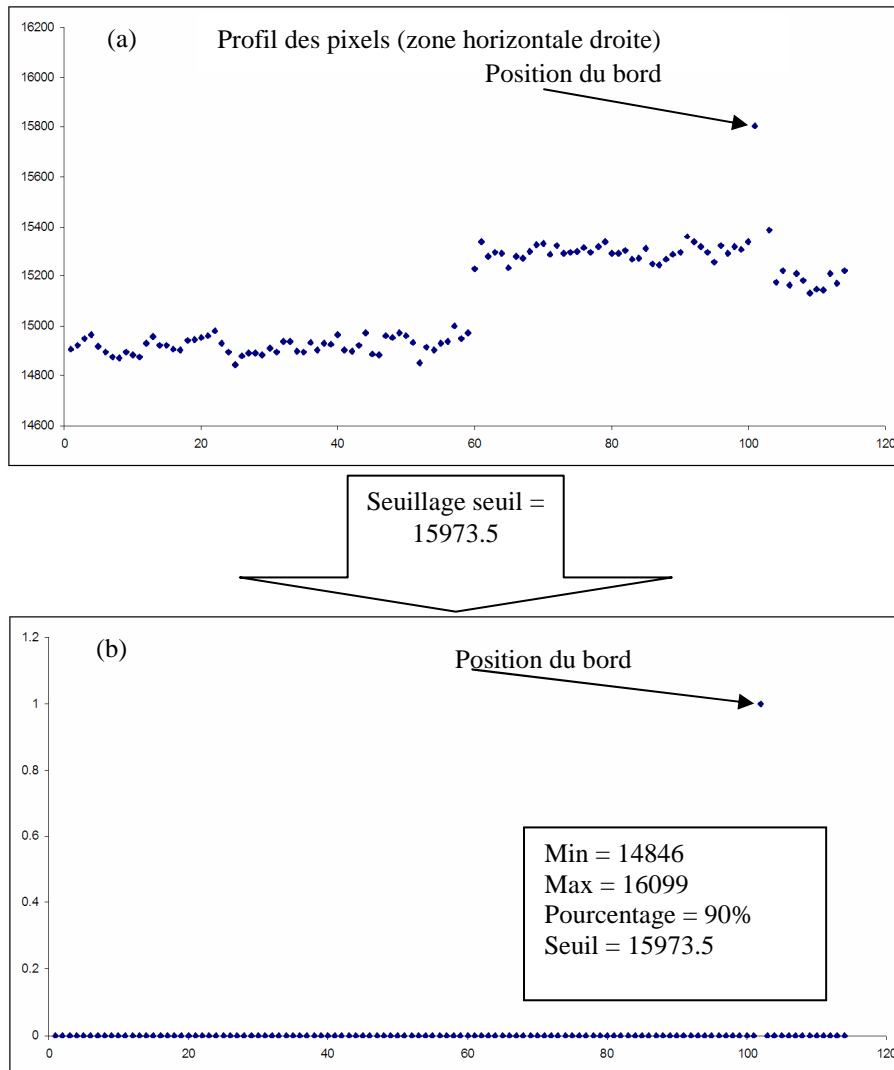 (a) Profil des pixels (zone horizontale droite)
Position du bord
16200
16000
15800
15600
15400
15200
15000
14800
14600
0 20 40 60 80 100 120
Seuillage seuil =
15973.5
(b)
Position du bord
1.2
1
0.8
0.6
0.4
0.2
0
Min = 14846
Max = 16099
Pourcentage = 90%
Seuil = 15973.5
0 20 40 60 80 100 120